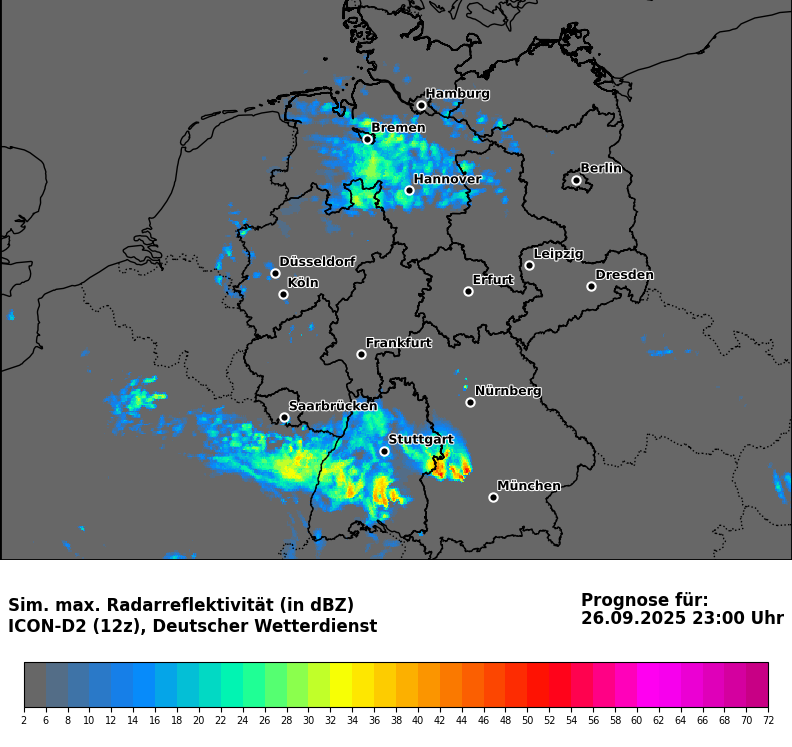 Hamburg
Bremen
Berlin
Hannover
Leipzig
Düsseldorf
Dresden
Köln
Erfurt
Frankfurt
Nürnberg
Saarbrücken
Stuttgart
München
Sim. max. Radarreflektivität (in dBZ)
ICON-D2 (12z), Deutscher Wetterdienst
Prognose für:
26.09.2025 23:00 Uhr
2 6 8 10 12 14 16 18 20 22 24 26 28 30 32 34 36 38 40 42 44 46 48 50 52 54 56 58 60 62 64 66 68 70 72